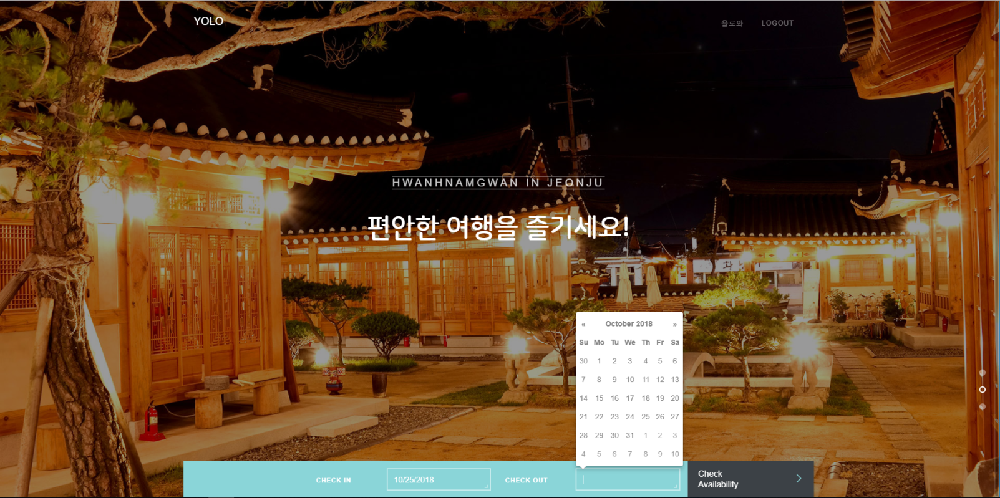 YOLO
욜로와 LOGOUT
HWANHNAMGWAN IN JEONJU
편안한 여행을 즐기세요!
« October 2018 »
Su Mo Tu We Th Fr Sa
30 1 2 3 4 5 6
7 8 9 10 11 12 13
14 15 16 17 18 19 20
21 22 23 24 25 26 27
28 29 30 31 1 2 3
4 5 6 7 8 9 10
CHECK IN 10/25/2018 CHECK OUT
Check
Availability